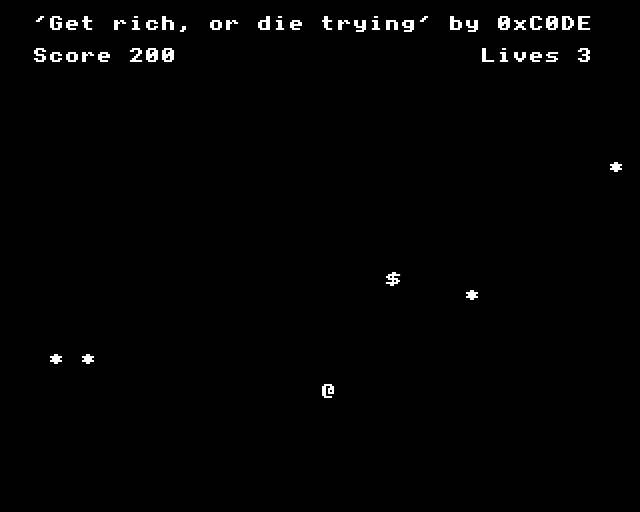 ´Get rich, or die trying´ by 0xC0DE
Score 200 Lives 3
*
$
*
* *
@